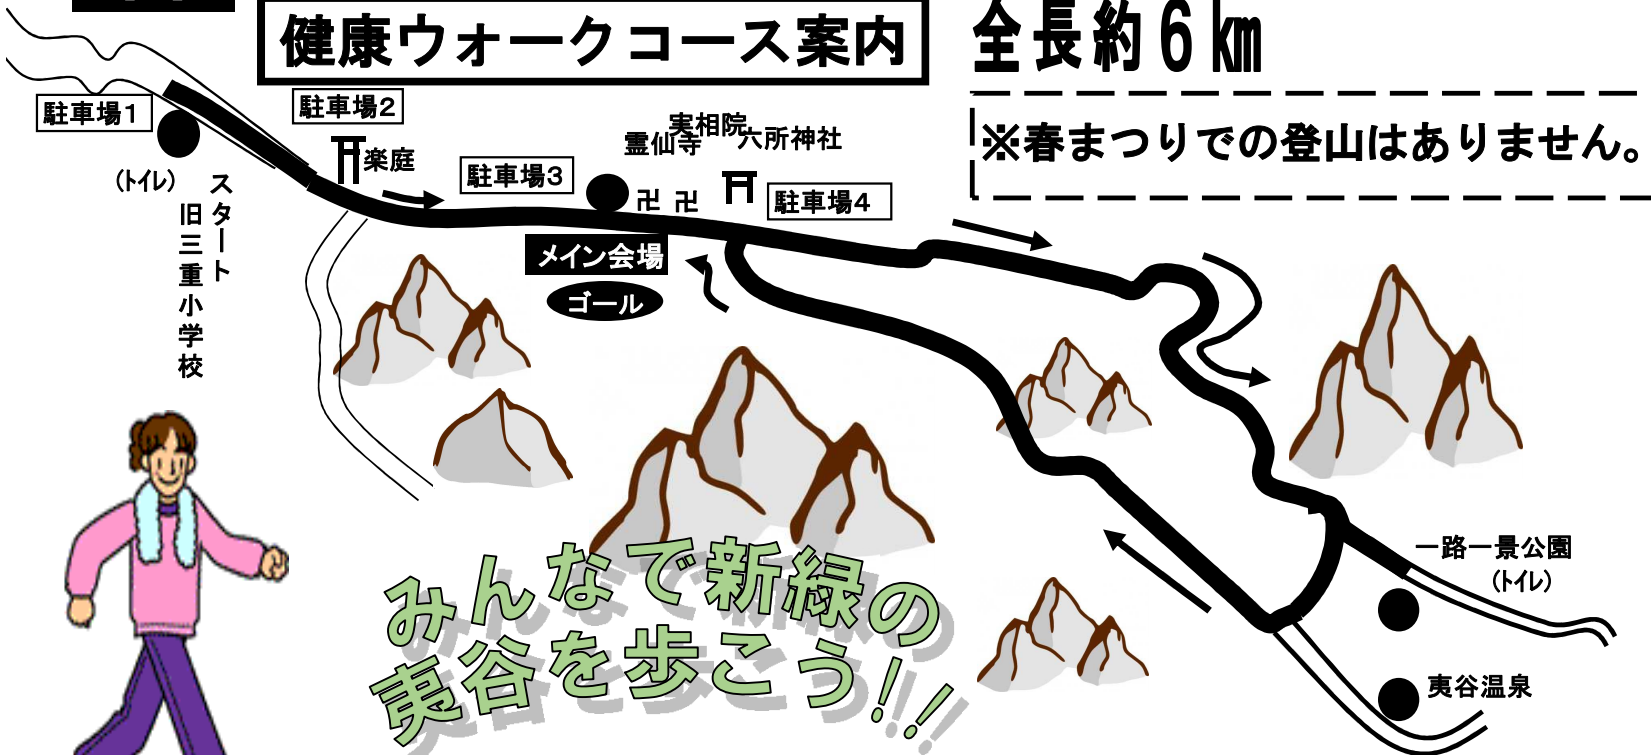 健康ウォークコース案内
全長約6㎞
※春まつりでの登山はありません。
駐車場1
(トイレ)
スタート
旧三重小学校
駐車場2
楽庭
駐車場3
霊仙寺
実相院
六所神社
駐車場4
卍 卍
メイン会場
ゴール
一路一景公園
(トイレ)
夷谷温泉
みんなで新緑の
夷谷を歩こう!!